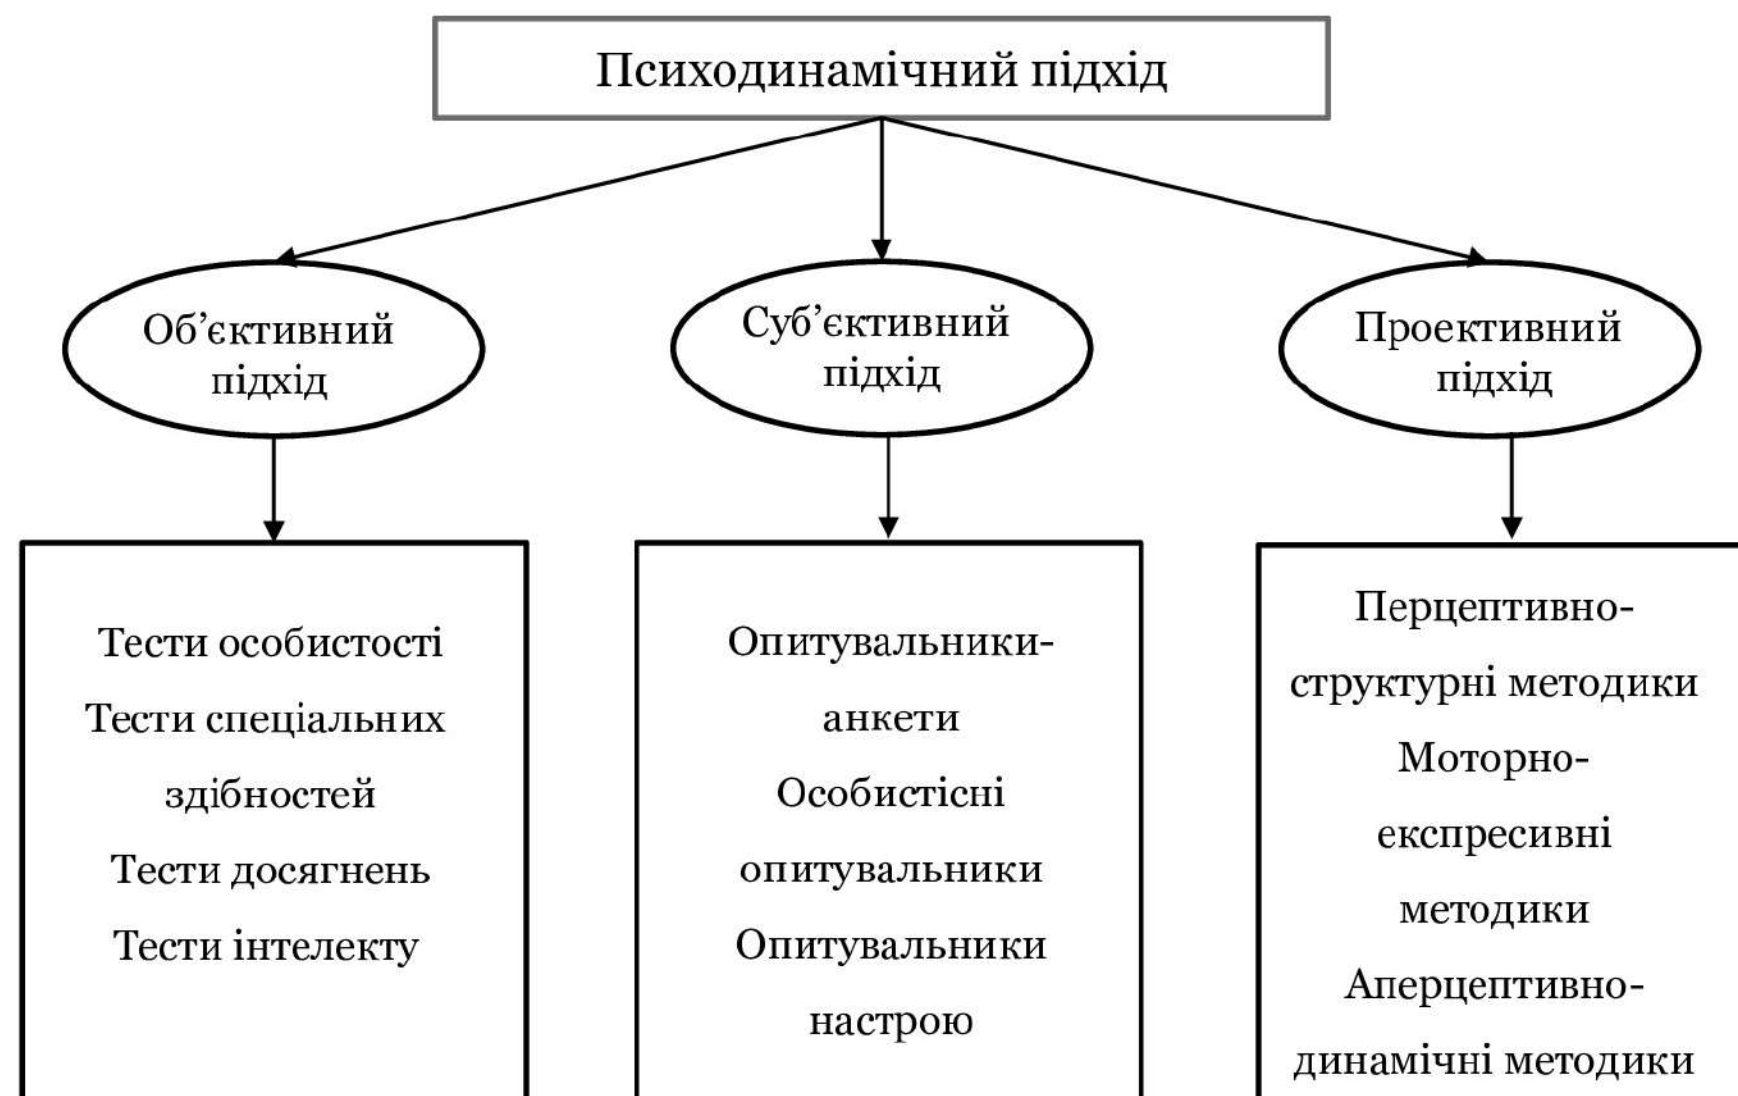 Психодинамічний підхід
Об’єктивний
підхід
Суб’єктивний
підхід
Проективний
підхід
Тести особистості
Тести спеціальних
здібностей
Тести досягнень
Тести інтелекту
Опитувальники-
анкети
Особистісні
опитувальники
Опитувальники
настрою
Перцептивно-
структурні методики
Моторно-
експресивні
методики
Аперцептивно-
динамічні методики